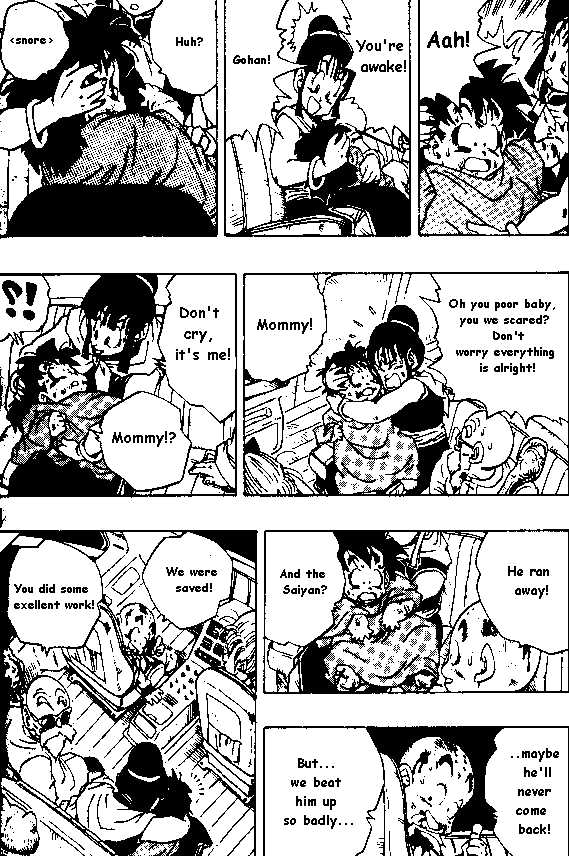 <snore>
Huh?
Gohan!
You're
awake!
Aah!
?!
Don't
cry,
it's me!
Mommy!?
Mommy!
Oh you poor baby,
you we scared?
Don't
worry everything
is alright!
You did some
exellent work!
We were
saved!
And the
Saiyan?
He ran
away!
But...
we beat
him up
so badly...
..maybe
he'll
never
come
back!